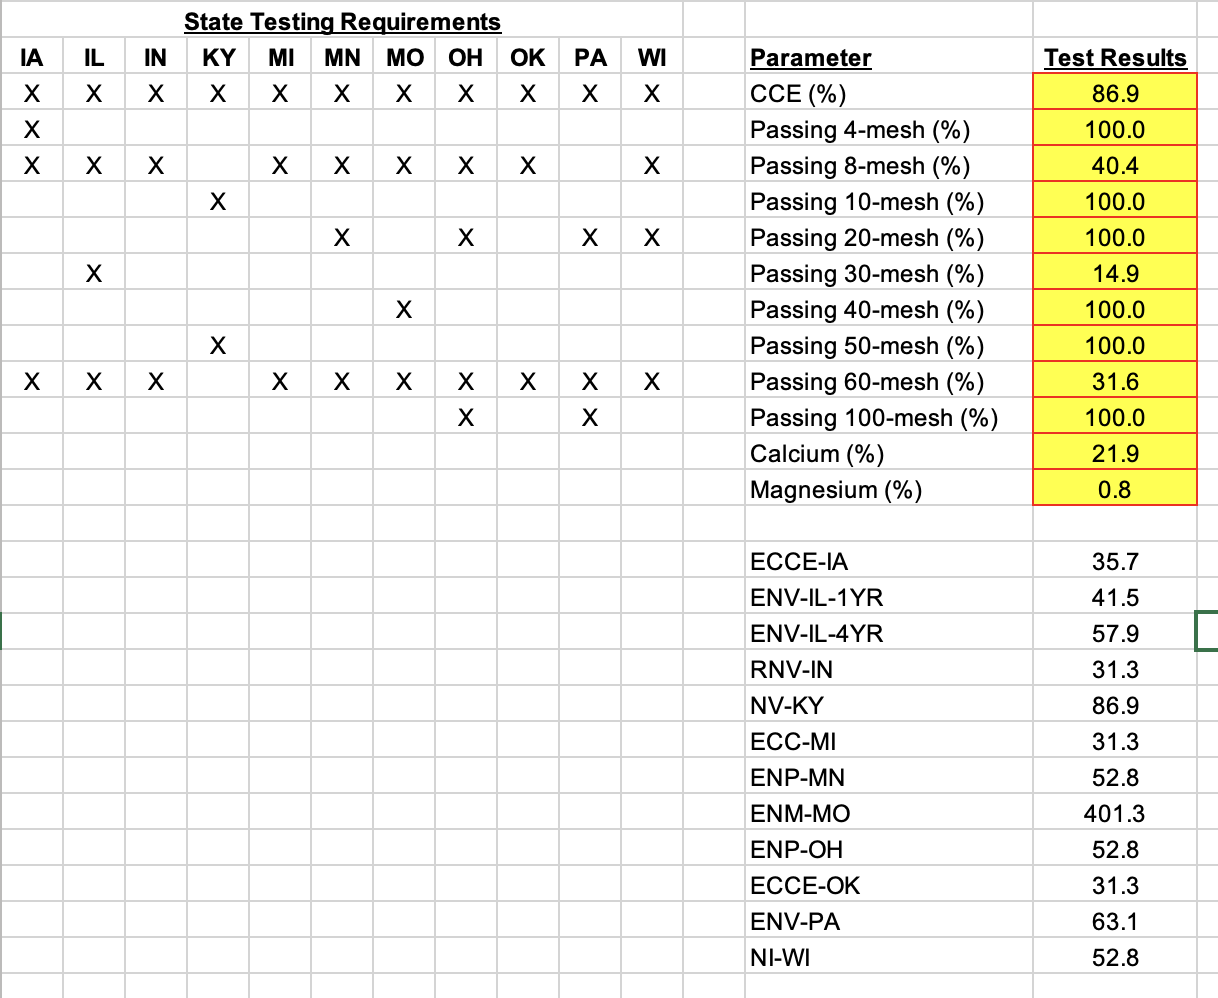 State Testing Requirements
IA IL IN KY MI MN MO OH OK PA WI Parameter Test Results
X X X X X X X X X X X CCE (%) 86.9
X Passing 4-mesh (%) 100.0
X X X X X X X X X Passing 8-mesh (%) 40.4
X Passing 10-mesh (%) 100.0
X X X X Passing 20-mesh (%) 100.0
X Passing 30-mesh (%) 14.9
X Passing 40-mesh (%) 100.0
X Passing 50-mesh (%) 100.0
X X X X X X X X X X Passing 60-mesh (%) 31.6
X X Passing 100-mesh (%) 100.0
Calcium (%) 21.9
Magnesium (%) 0.8
ECCE-IA 35.7
ENV-IL-1YR 41.5
ENV-IL-4YR 57.9
RNV-IN 31.3
NV-KY 86.9
ECC-MI 31.3
ENP-MN 52.8
ENM-MO 401.3
ENP-OH 52.8
ECCE-OK 31.3
ENV-PA 63.1
NI-WI 52.8